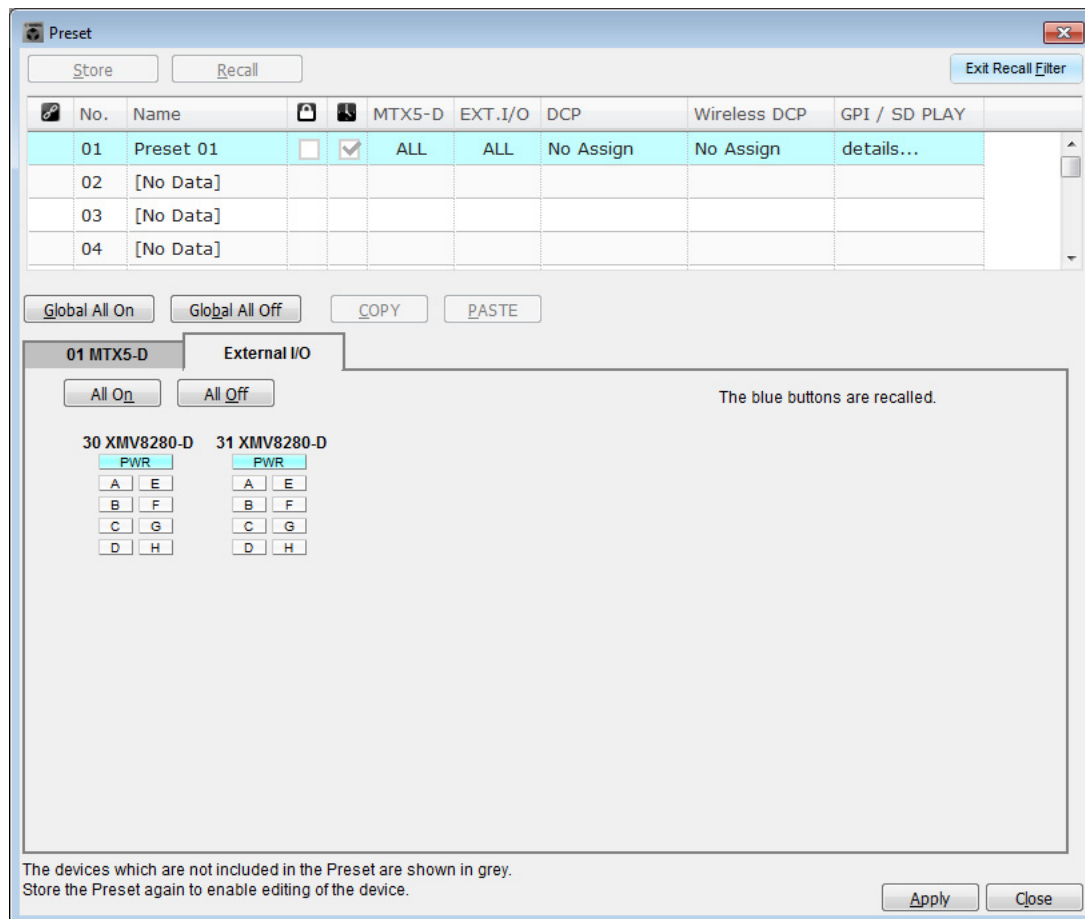 Preset
Store Recall Exit Recall Filter
No. Name MTX5-D EXT.I/O DCP Wireless DCP GPI / SD PLAY
01 Preset 01 ALL ALL No Assign No Assign details...
02 [No Data]
03 [No Data]
04 [No Data]
Global All On Global All Off COPY PASTE
01 MTX5-D External I/O
All On All Off The blue buttons are recalled.
30 XMV8280-D 31 XMV8280-D
PWR PWR
A E A E
B F B F
C G C G
D H D H
The devices which are not included in the Preset are shown in grey.
Store the Preset again to enable editing of the device.
Apply Close